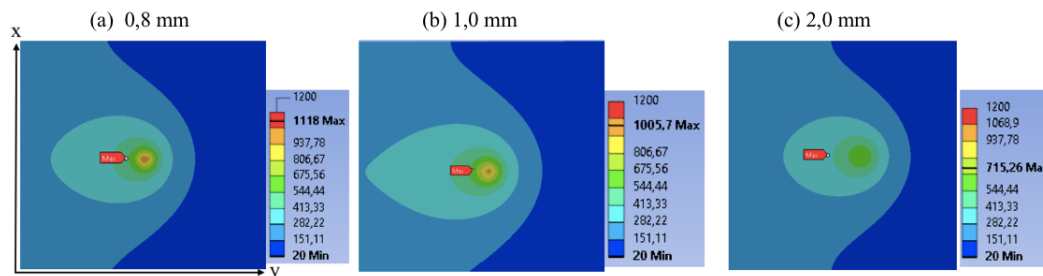 (a) 0,8 mm
(b) 1,0 mm
(c) 2,0 mm
x
y
Max
1200
1118 Max
937,78
806,67
675,56
544,44
413,33
282,22
151,11
20 Min
Max
1200
1005,7 Max
806,67
675,56
544,44
413,33
282,22
151,11
20 Min
Max
1200
1068,9
937,78
715,26 Ma
544,44
413,33
282,22
151,11
20 Min